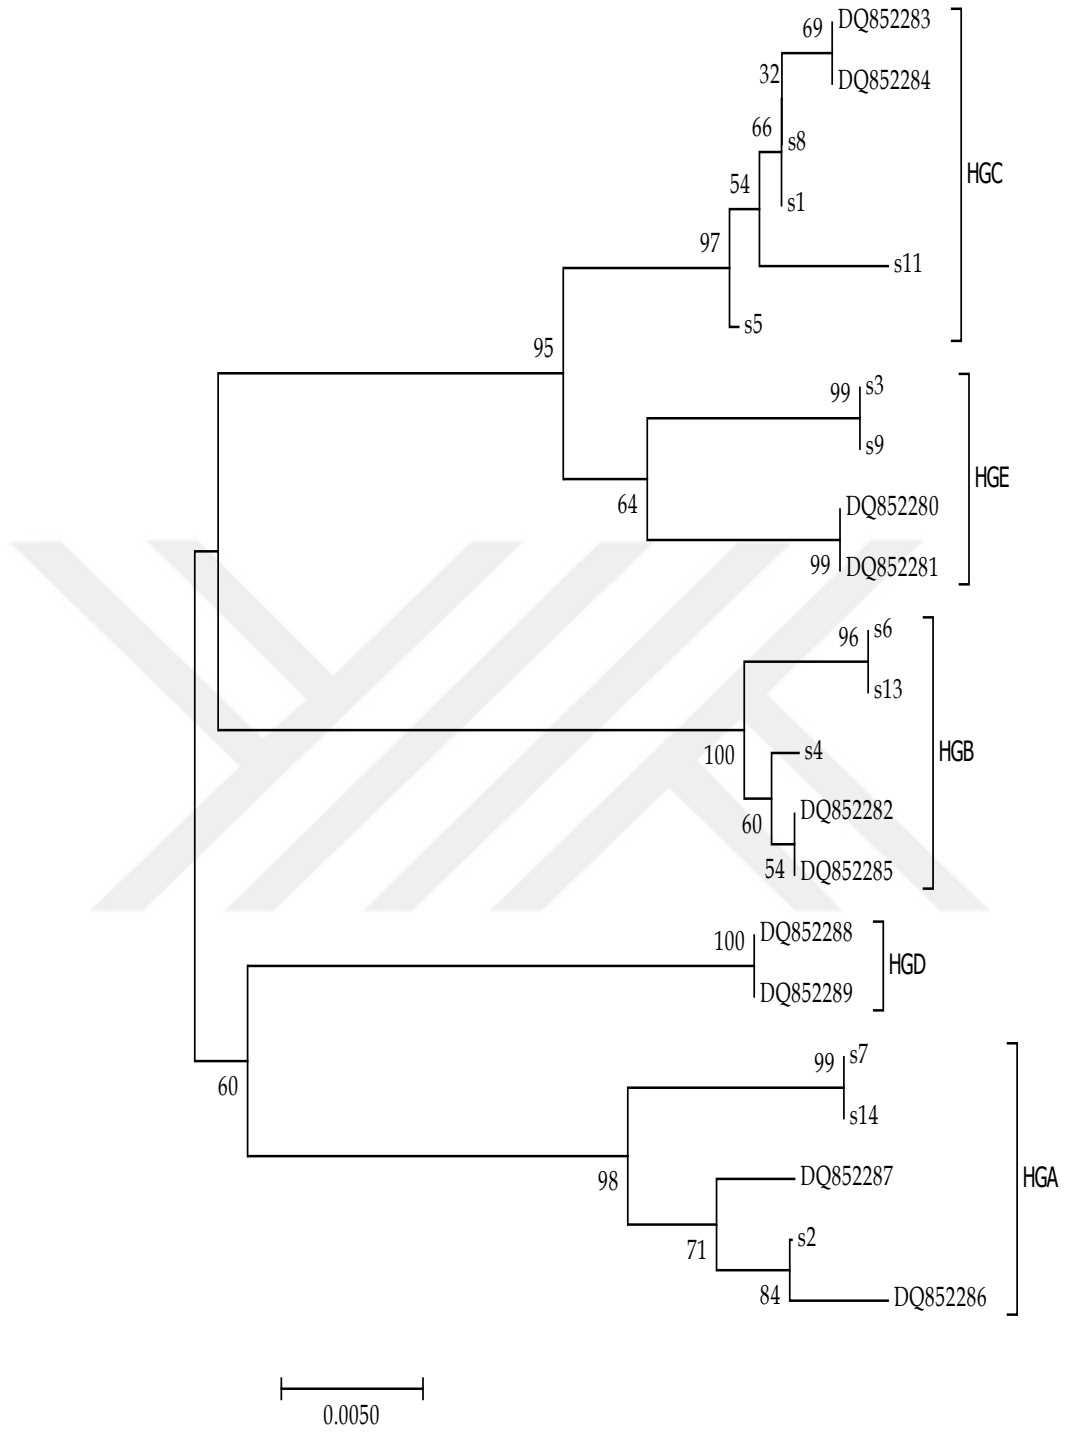 DQ852283
69
32
DQ852284
66
s8
HGC
54
s1
97
s11
s5
95
s3
99
s9
HGE
DQ852280
64
99
DQ852281
s6
96
s13
s4
HGB
100
DQ852282
60
54
DQ852285
DQ852288
100
HGD
DQ852289
s7
99
60
s14
DQ852287
HGA
98
s2
71
84
DQ852286
0.0050